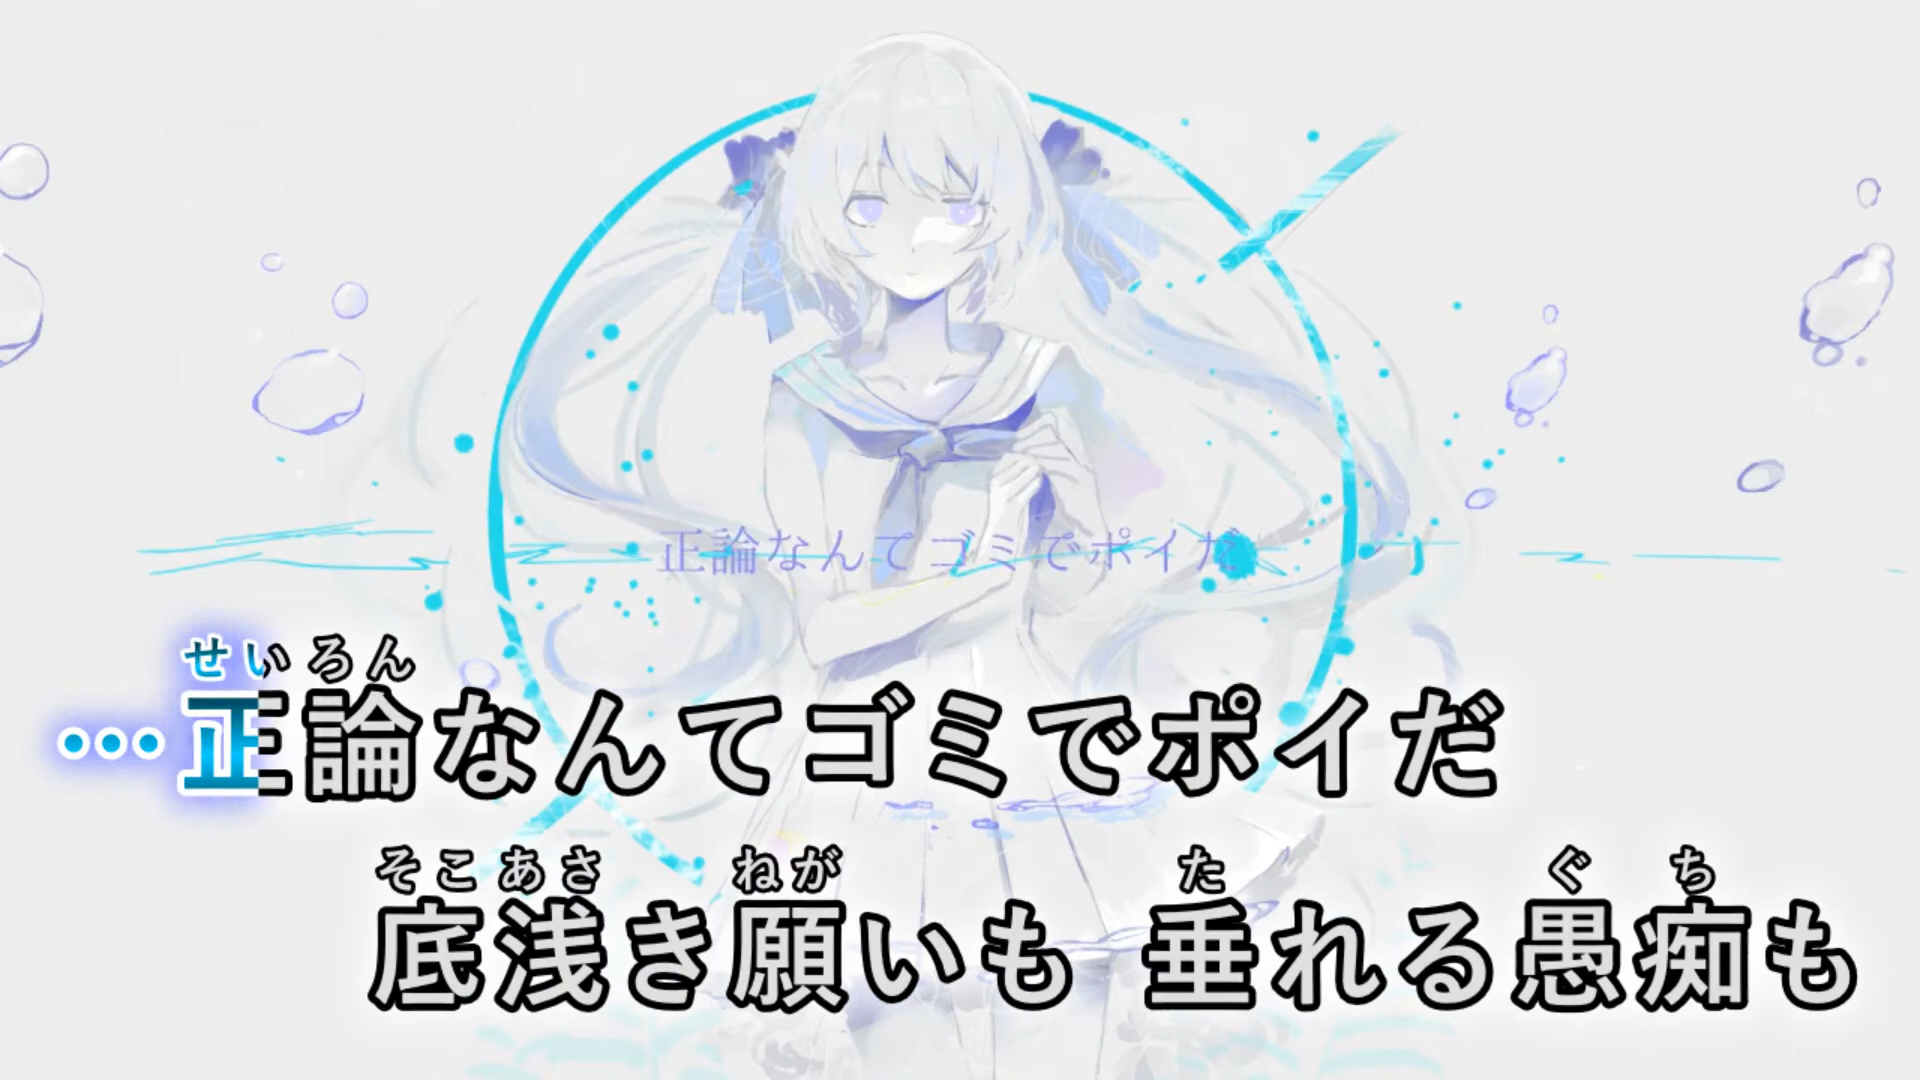 正論なんてゴミでポイだ
せいろん
…正論なんてゴミでポイだ
そこあさ ねが た ぐ ち
底浅き願いも 垂れる愚痴も